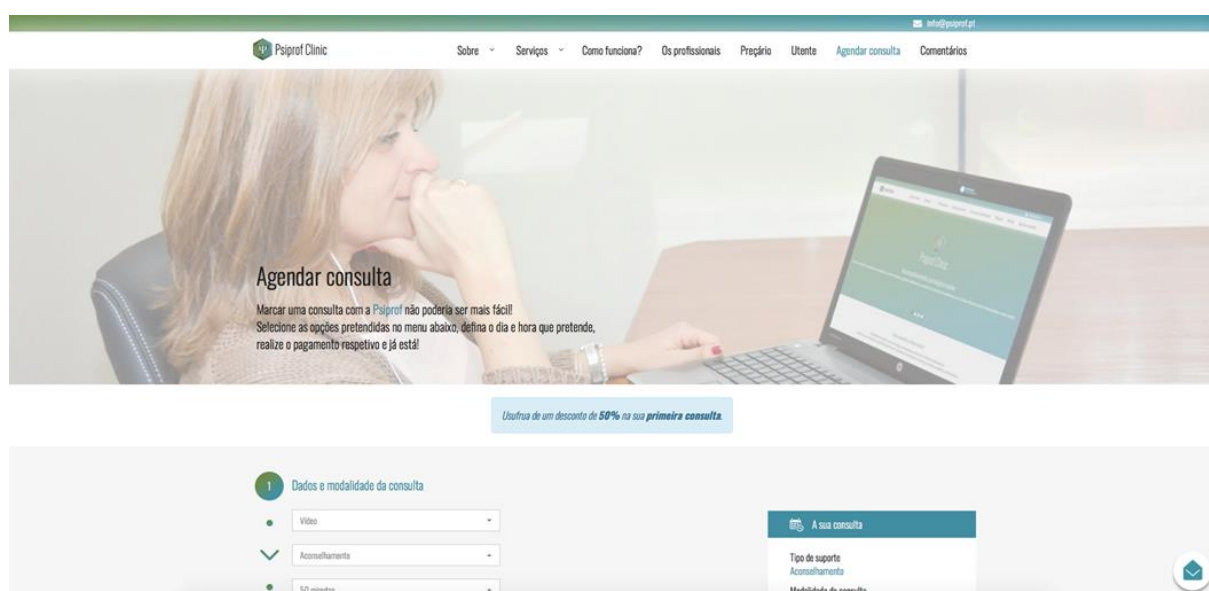 info@psiprof.pt
Psiprof Clinic
Sobre Serviços Como funciona? Os profissionais Preçário Utente Agendar consulta Comentários
Agendar consulta
Marcar uma consulta com a Psiprof não poderia ser mais fácil!
Selecione as opções pretendidas no menu abaixo, defina o dia e hora que pretende,
realize o pagamento respetivo e já está!
Usufrua de um desconto de 50% na sua primeira consulta.
1 Dados e modalidade da consulta
Vídeo
Aconselhamento
50 minutos
A sua consulta
Tipo de suporte
Aconselhamento
Modalidade da consulta